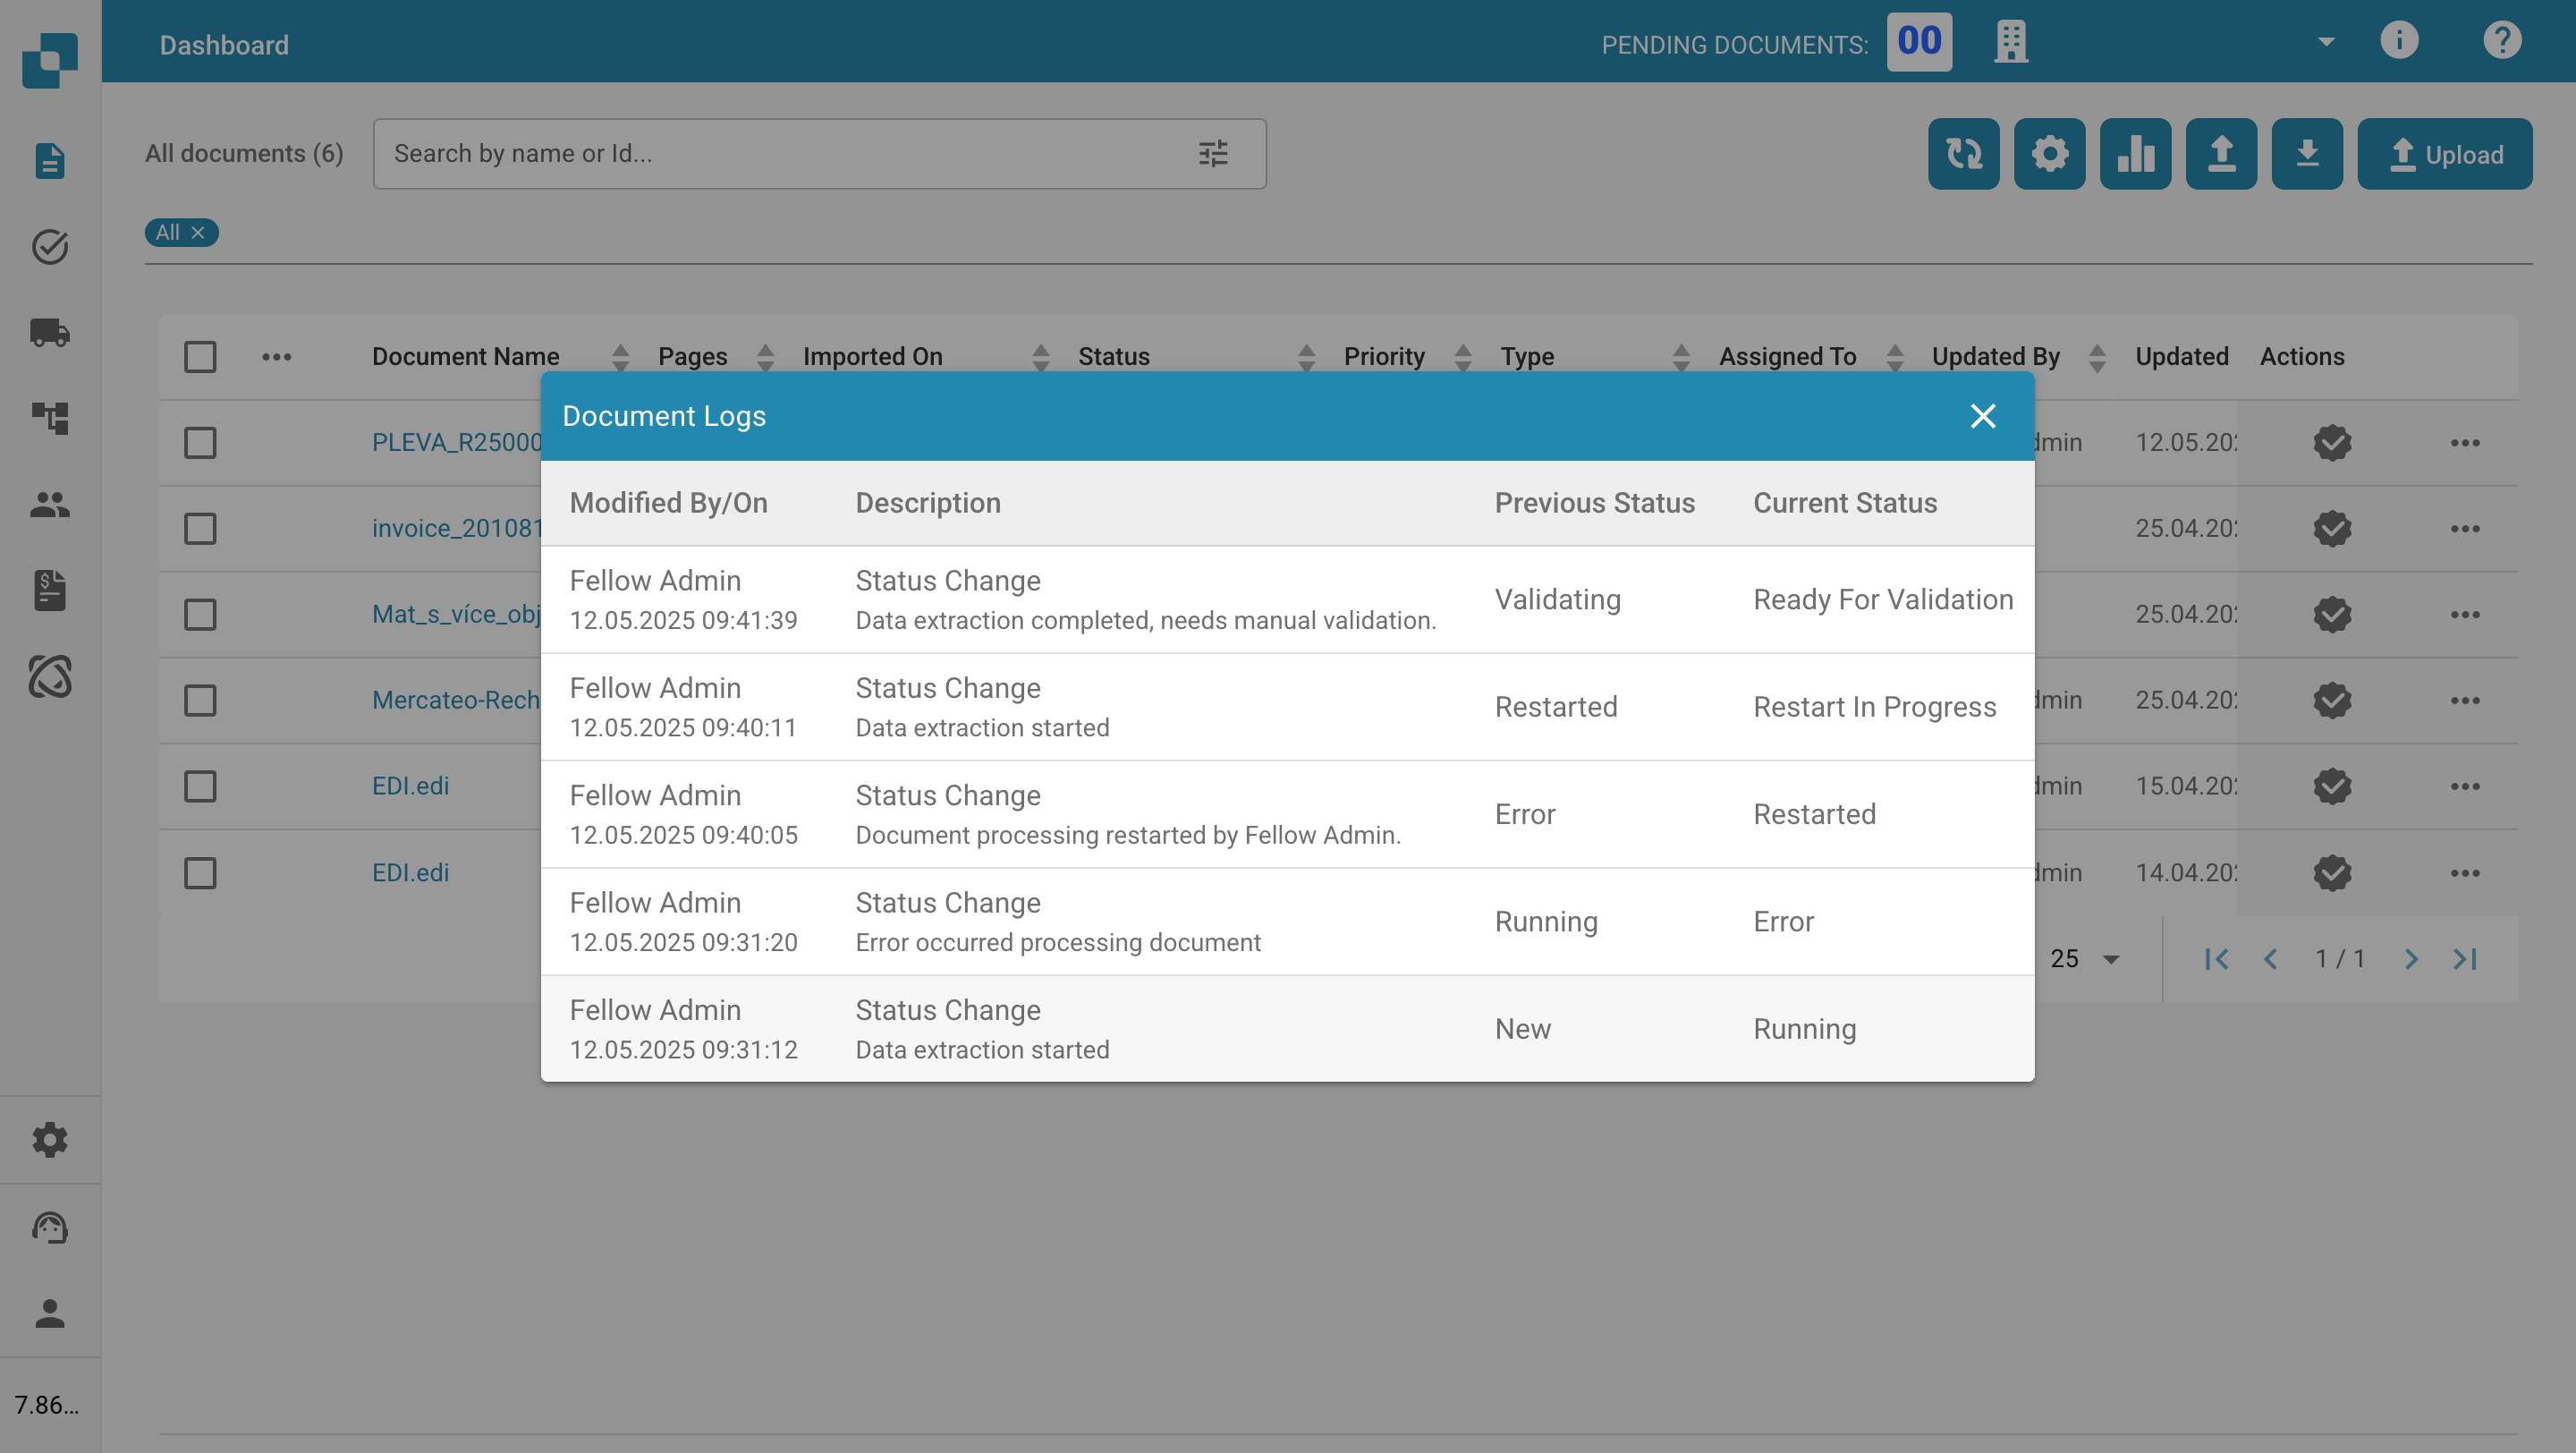 Dashboard
PENDING DOCUMENTS: 00
All documents (6)
Search by name or Id...
Upload
All
Document Name Pages Imported On Status Priority Type Assigned To Updated By Updated Actions
Document Logs
Modified By/On Description Previous Status Current Status
Fellow Admin Status Change
12.05.2025 09:41:39 Data extraction completed, needs manual validation.
Validating Ready For Validation
Fellow Admin Status Change
12.05.2025 09:40:11 Data extraction started
Restarted Restart In Progress
Fellow Admin Status Change
12.05.2025 09:40:05 Document processing restarted by Fellow Admin.
Error Restarted
Fellow Admin Status Change
12.05.2025 09:31:20 Error occurred processing document
Running Error
Fellow Admin Status Change
12.05.2025 09:31:12 Data extraction started
New Running
PLEVA_R25000 dmin 12.05.202
invoice_201081 25.04.202
Mat_s_více_obj 25.04.202
Mercateo-Rech dmin 25.04.202
EDI.edi dmin 15.04.202
EDI.edi dmin 14.04.202
25 1 / 1
7.86...